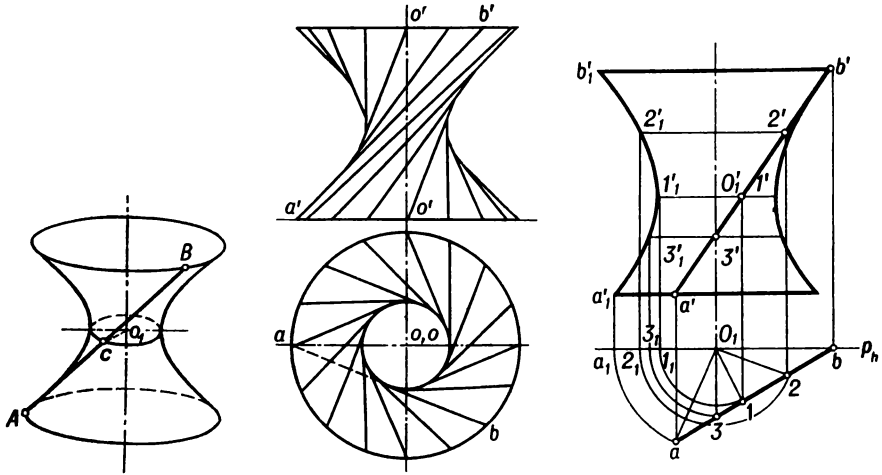 B
O₁
C
A
o′ b′
a′ o′
a o,o
b
b′₁ b′
2′₁ 2′
1′₁ O′₁ 1′
3′₁ 3′
a′₁ a′
3₁ O₁
a₁ 2₁ 1₁ b Pₕ
2
3 1
a